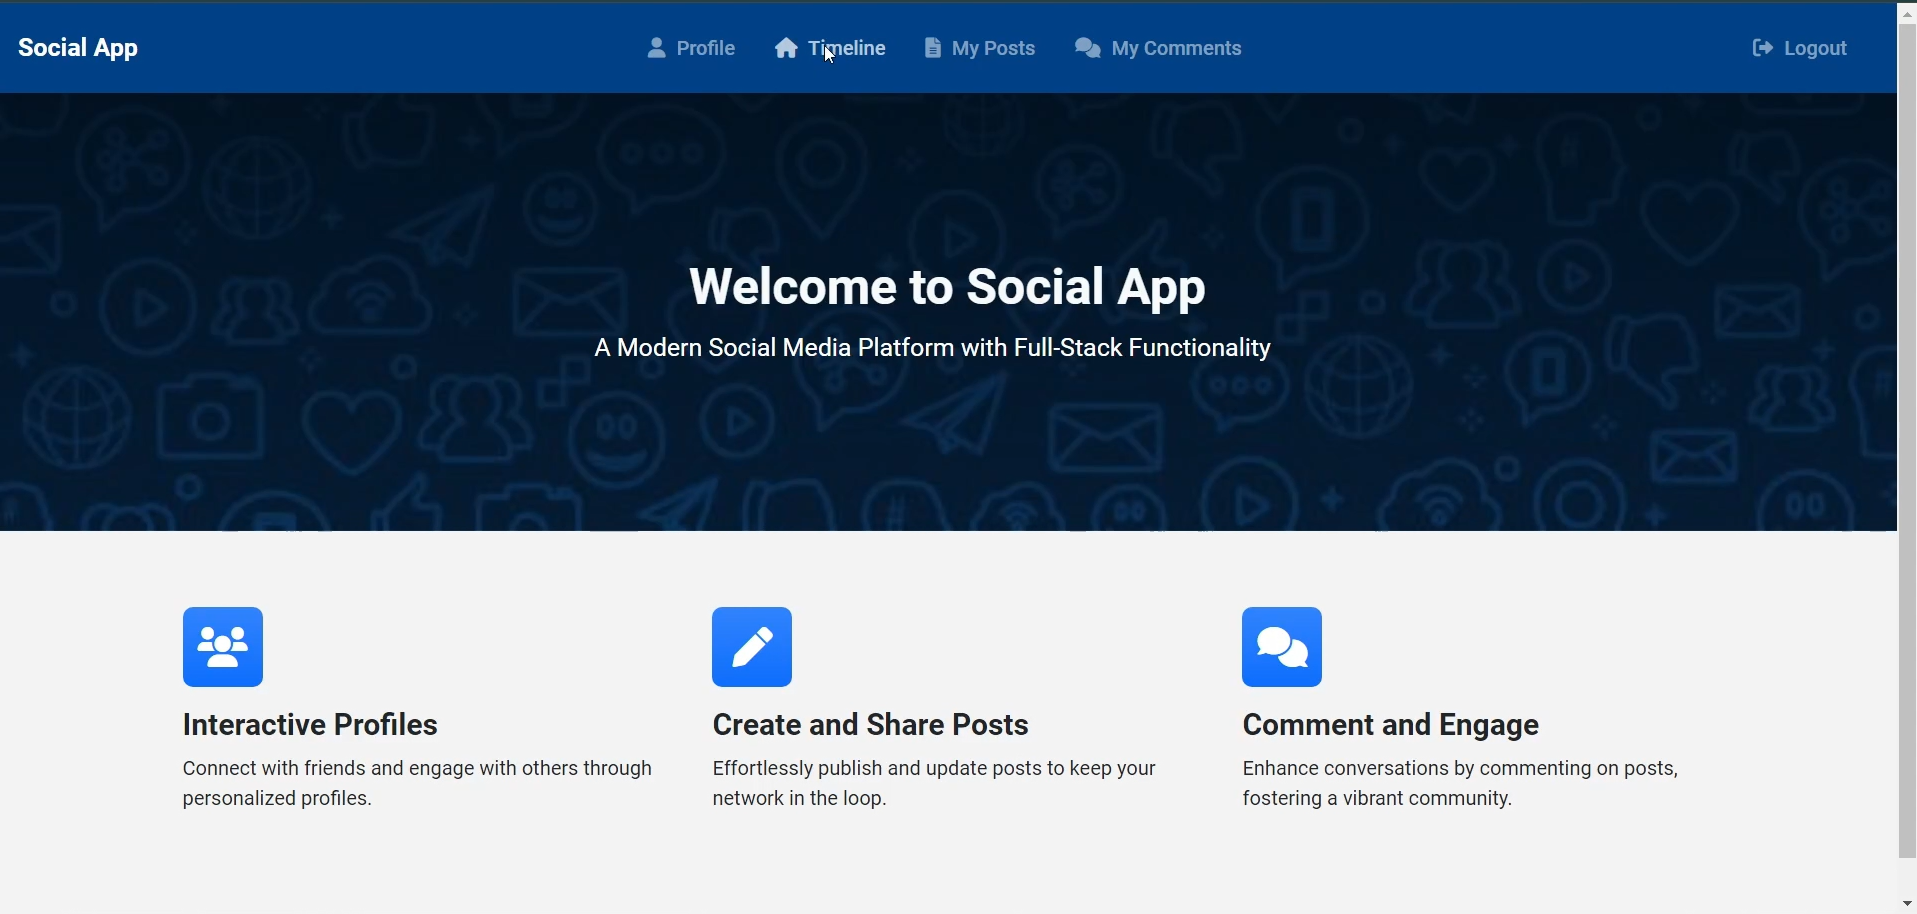 Social App
Profile
Timeline
My Posts
My Comments
Logout
Welcome to Social App
A Modern Social Media Platform with Full-Stack Functionality
Interactive Profiles
Connect with friends and engage with others through
personalized profiles.
Create and Share Posts
Effortlessly publish and update posts to keep your
network in the loop.
Comment and Engage
Enhance conversations by commenting on posts,
fostering a vibrant community.